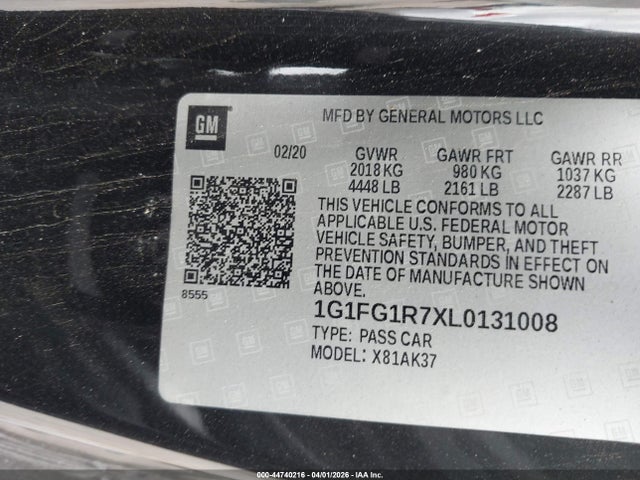 GM
MFD BY GENERAL MOTORS LLC
02/20 GVWR GAWR FRT GAWR RR
2018 KG 980 KG 1037 KG
4448 LB 2161 LB 2287 LB
THIS VEHICLE CONFORMS TO ALL
APPLICABLE U.S. FEDERAL MOTOR
VEHICLE SAFETY, BUMPER, AND THEFT
PREVENTION STANDARDS IN EFFECT ON
THE DATE OF MANUFACTURE SHOWN
ABOVE.
8555
1G1FG1R7XL0131008
TYPE: PASS CAR
MODEL: X81AK37
000-44740216 - 04/01/2026 - IAA Inc.